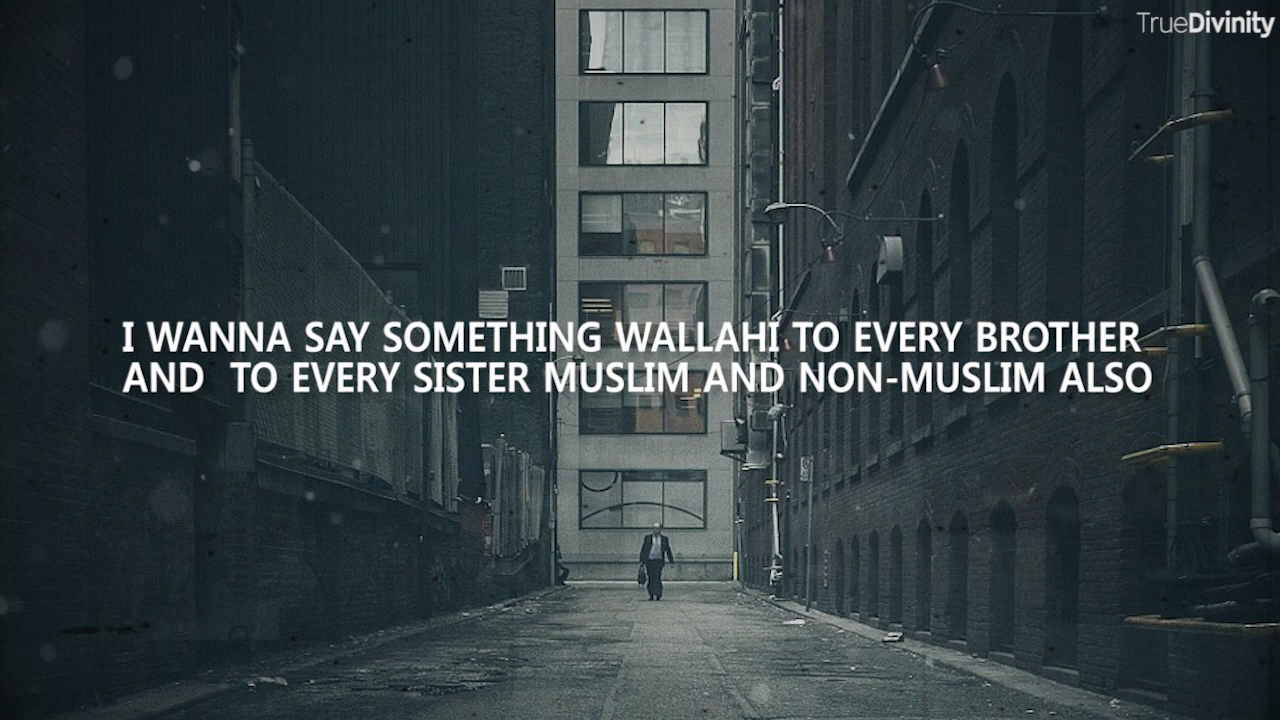 TrueDivinity
I WANNA SAY SOMETHING WALLAHI TO EVERY BROTHER
AND  TO EVERY SISTER MUSLIM AND NON-MUSLIM ALSO